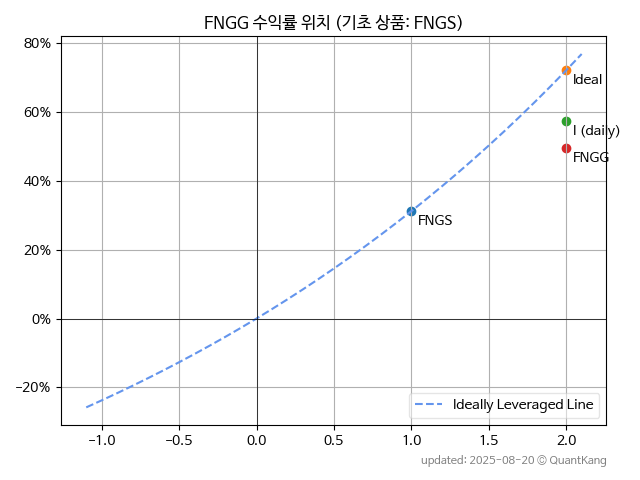 FNGG 수익률 위치 (기초 상품: FNGS)
80%
60%
40%
20%
0%
−20%
Ideal
I (daily)
FNGG
FNGS
Ideally Leveraged Line
−1.0 −0.5 0.0 0.5 1.0 1.5 2.0
updated: 2025-08-20 © QuantKang